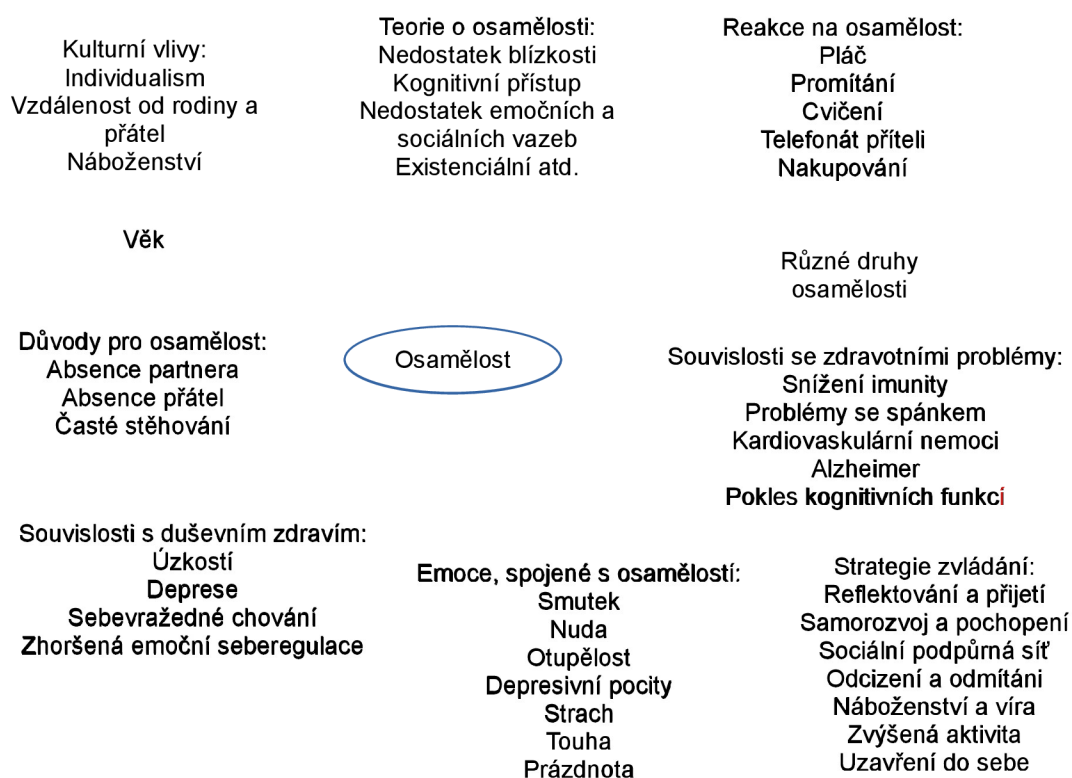 Kulturní vlivy:
Individualism
Vzdálenost od rodiny a
přátel
Náboženství
Teorie o osamělosti:
Nedostatek blízkosti
Kognitivní přístup
Nedostatek emočních a
sociálních vazeb
Existenciální atd.
Reakce na osamělost:
Pláč
Promítání
Cvičení
Telefonát příteli
Nakupování
Věk
Různé druhy
osamělosti
Důvody pro osamělost:
Absence partnera
Absence přátel
Časté stěhování
Osamělost
Souvislosti se zdravotními problémy:
Snížení imunity
Problémy se spánkem
Kardiovaskulární nemoci
Alzheimer
Pokles kognitivních funkcí
Souvislosti s duševním zdravím:
Úzkostí
Deprese
Sebevražedné chování
Zhoršená emoční seberegulace
Emoce, spojené s osamělostí:
Smutek
Nuda
Otupělost
Depresivní pocity
Strach
Touha
Prázdnota
Strategie zvládání:
Reflektování a přijetí
Samorozvoj a pochopení
Sociální podpůrná síť
Odcizení a odmítáni
Náboženství a víra
Zvýšená aktivita
Uzavření do sebe